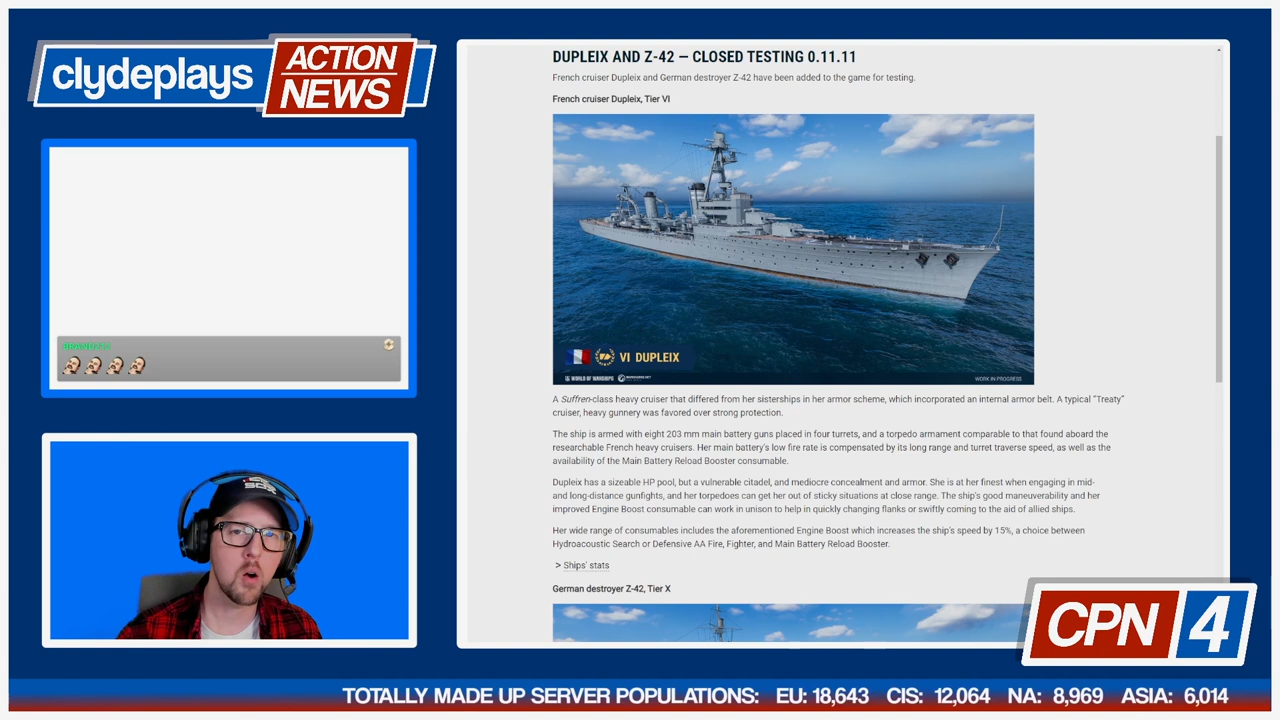 clydeplays
ACTION
NEWS
DUPLEIX AND Z-42 – CLOSED TESTING 0.11.11
French cruiser Dupleix and German destroyer Z-42 have been added to the game for testing.
French cruiser Dupleix, Tier VI
VI DUPLEIX
WORLD OF WARSHIPS
WARGAMING.NET
WORK IN PROGRESS
A Suffren-class heavy cruiser that differed from her sisterships in her armor scheme, which incorporated an internal armor belt. A typical “Treaty”
cruiser, heavy gunnery was favored over strong protection.
The ship is armed with eight 203 mm main battery guns placed in four turrets, and a torpedo armament comparable to that found aboard the
researchable French heavy cruisers. Her main battery's low fire rate is compensated by its long range and turret traverse speed, as well as the
availability of the Main Battery Reload Booster consumable.
Dupleix has a sizeable HP pool, but a vulnerable citadel, and mediocre concealment and armor. She is at her finest when engaging in mid-
and long-distance gunfights, and her torpedoes can get her out of sticky situations at close range. The ship's good maneuverability and her
improved Engine Boost consumable can work in unison to help in quickly changing flanks or swiftly coming to the aid of allied ships.
Her wide range of consumables includes the aforementioned Engine Boost which increases the ship's speed by 15%, a choice between
Hydroacoustic Search or Defensive AA Fire, Fighter, and Main Battery Reload Booster.
> Ships' stats
German destroyer Z-42, Tier X
CPN 4
TOTALLY MADE UP SERVER POPULATIONS: EU: 18,643 CIS: 12,064 NA: 8,969 ASIA: 6,014